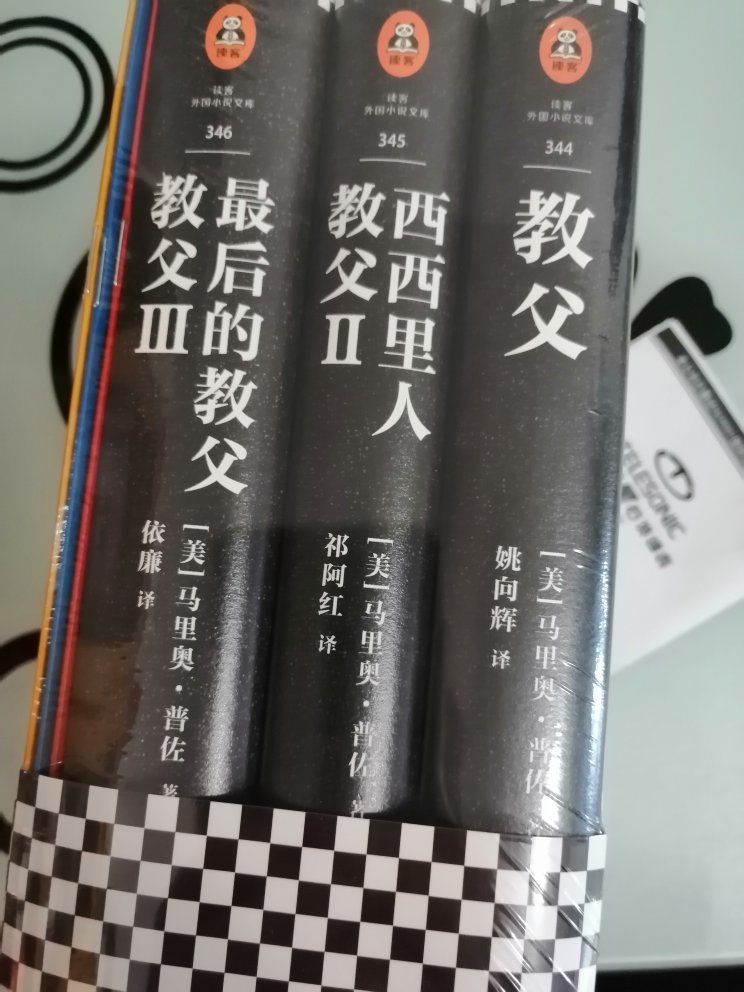 读客
读客
外国小说文库
346
最后的教父
教父III
[美]马里奥·普佐 著
依廉 译
读客
读客
外国小说文库
345
西西里人
教父II
[美]马里奥·普佐 著
祁阿红 译
读客
读客
外国小说文库
344
教父
[美]马里奥·普佐
姚向辉 译
TELESONIC